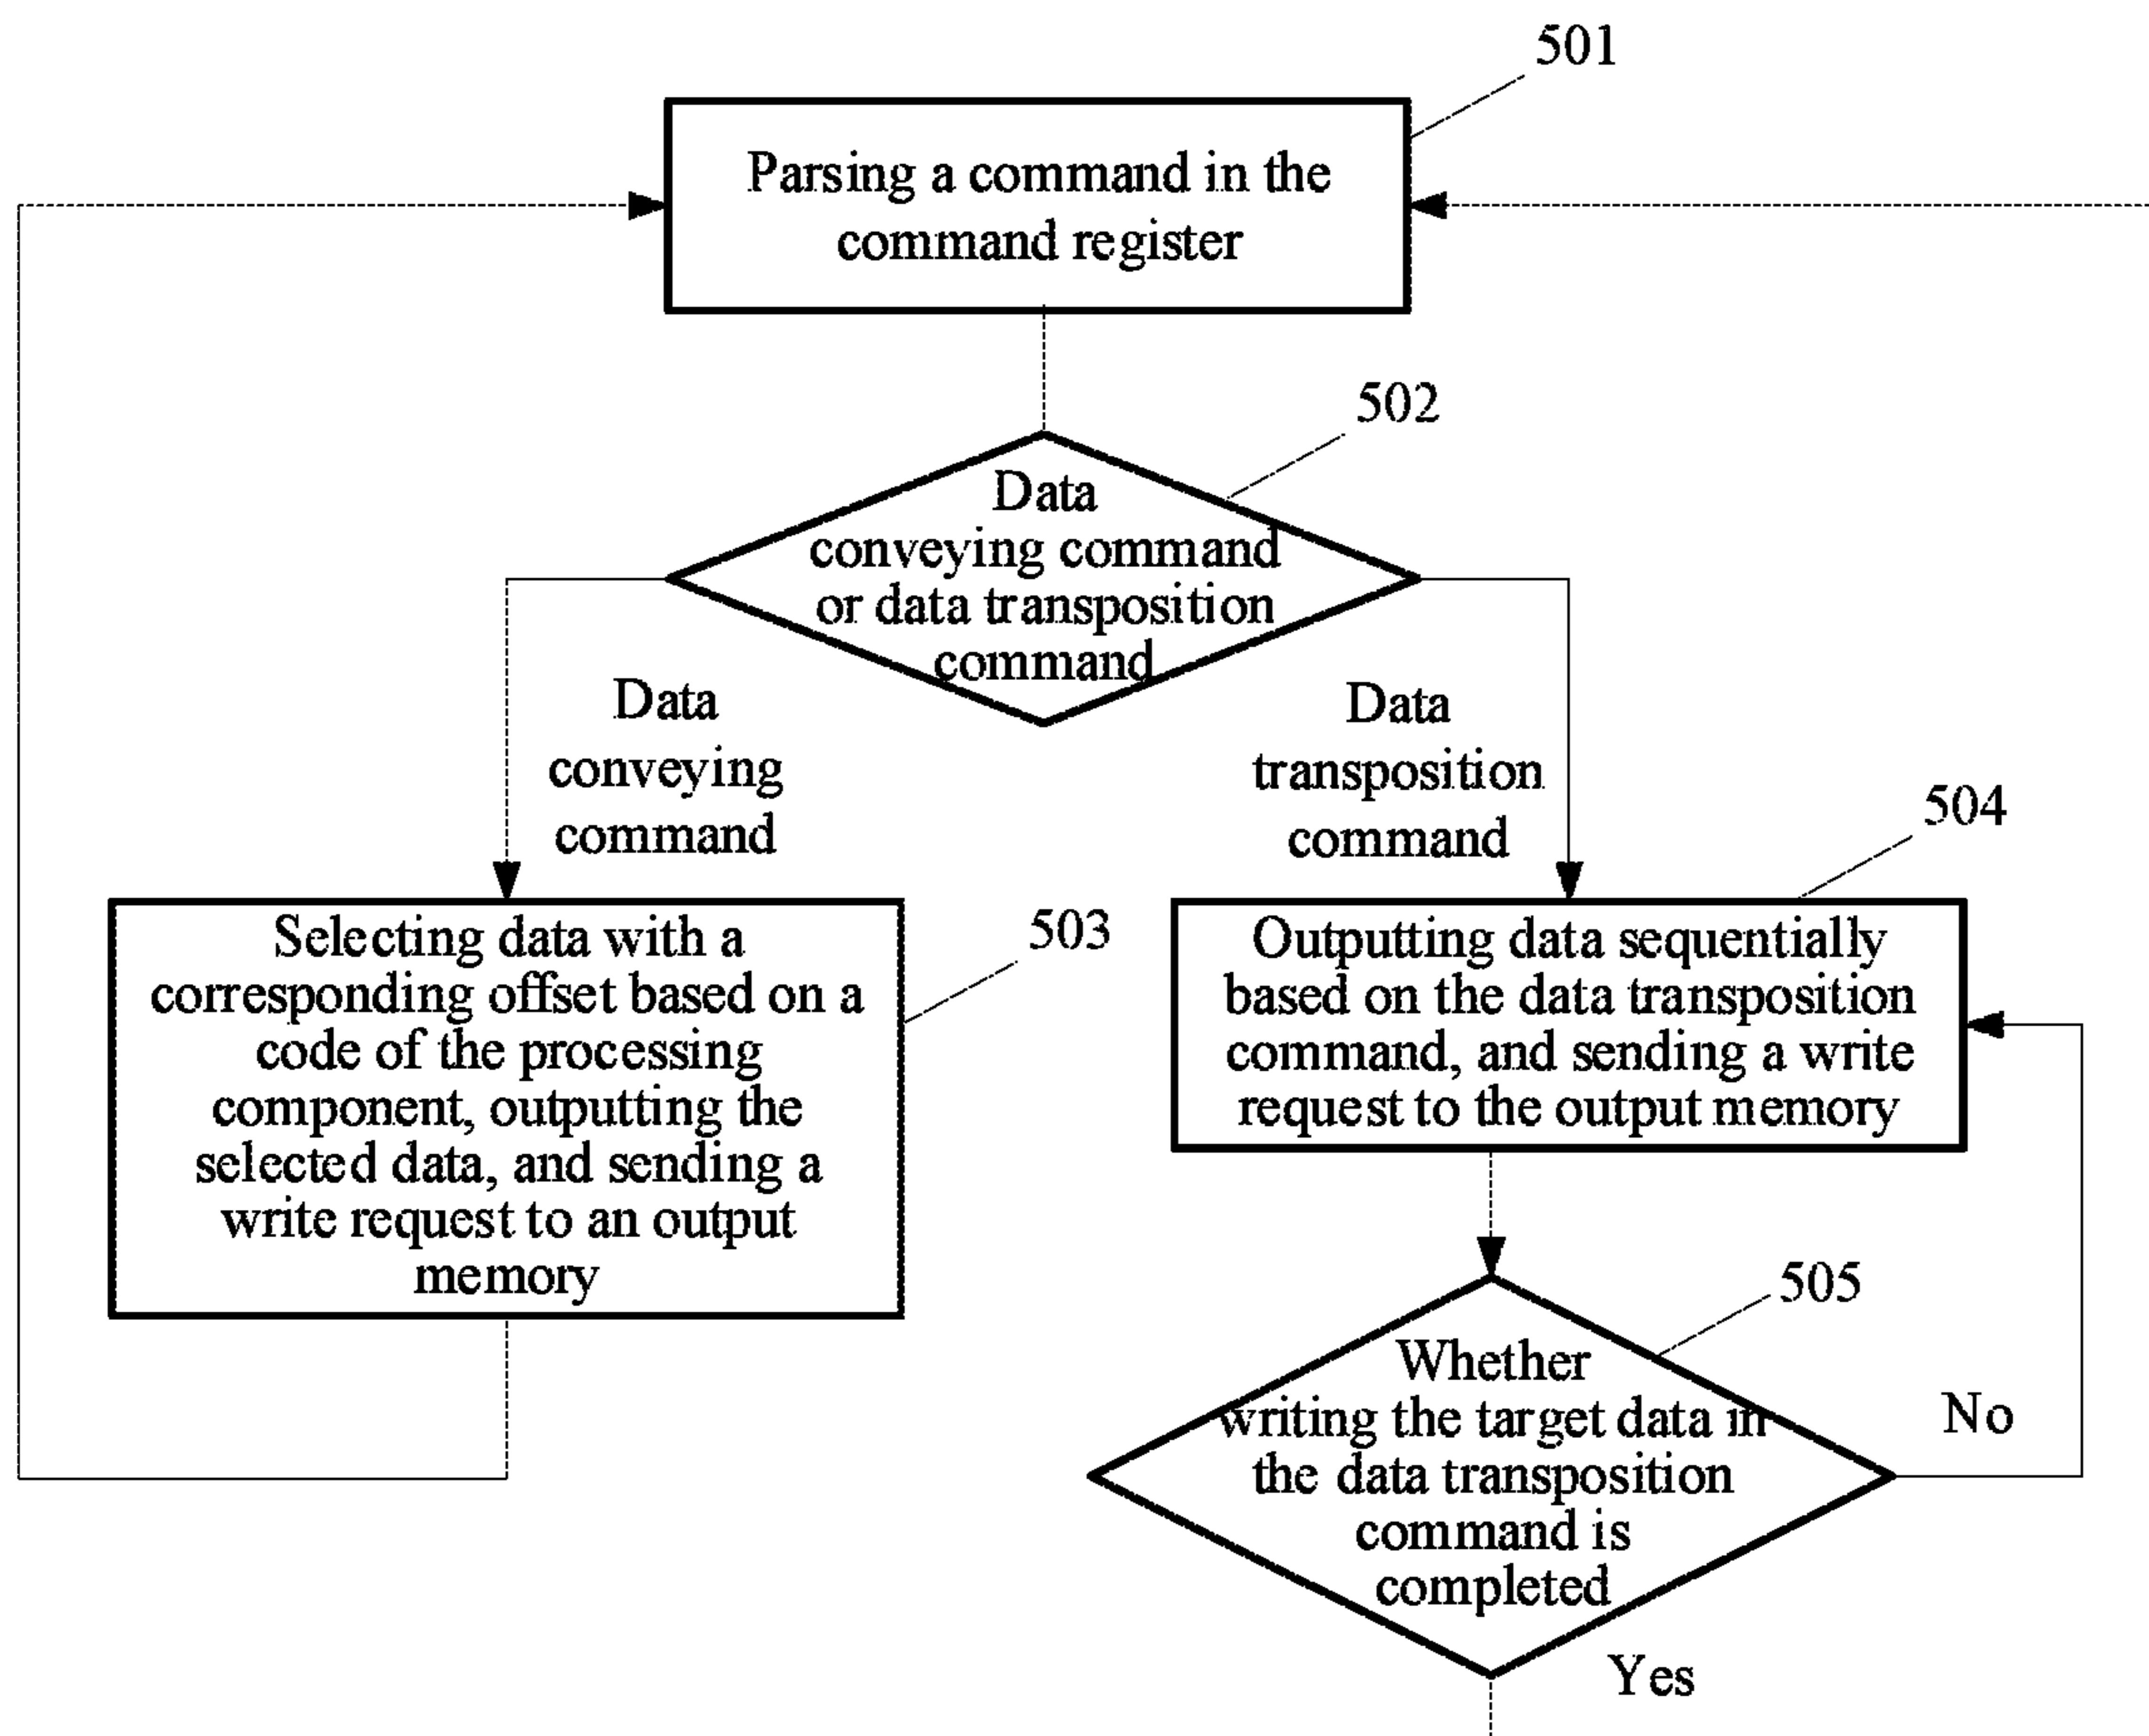 501
Parsing a command in the
command register
502
Data
conveying command
or data transposition
command
Data
conveying
command
Data
transposition
command
504
503
Selecting data with a
corresponding offset based on a
code of the processing
component, outputting the
selected data, and sending a
write request to an output
memory
Outputting data sequentially
based on the data transposition
command, and sending a write
request to the output memory
505
Whether
writing the target data in
the data transposition
command is
completed
No
Yes